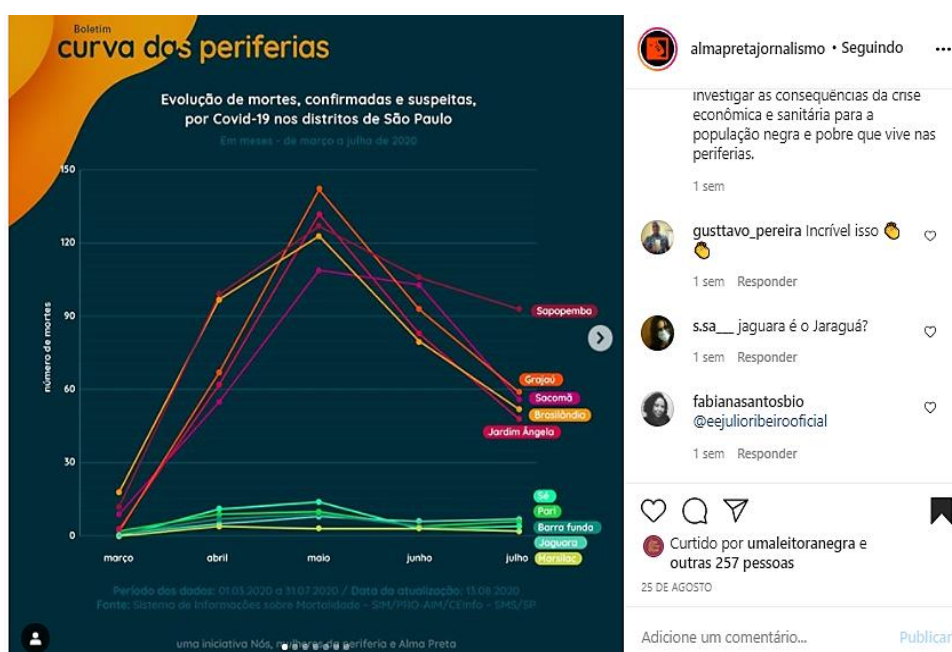 Boletim
curva das periferias
Evolução de mortes, confirmadas e suspeitas,
por Covid-19 nos distritos de São Paulo
Em meses - de março a julho de 2020
número de mortes
150
120
90
60
30
0
março abril maio junho julho
Sapopemba
Grajaú
Sacomã
Brasilândia
Jardim Ângela
Sé
Pari
Barra funda
Jaguara
Marsilac
Período dos dados: 01.03.2020 a 31.07.2020 / Data da atualização: 13.08.2020
Fonte: Sistema de Informações sobre Mortalidade - SIM/PRO-AIM/CEInfo - SMS/SP
uma iniciativa Nós, mulheres da periferia e Alma Preta
almapretajornalismo • Seguindo
investigar as consequências da crise
econômica e sanitária para a
população negra e pobre que vive nas
periferias.
1 sem
gusttavo_pereira Incrível isso
1 sem Responder
s.sa___ jaguara é o Jaraguá?
1 sem Responder
fabianasantosbio
@eejulioribeirooficial
1 sem Responder
Curtido por umaleitoranegra e
outras 257 pessoas
25 DE AGOSTO
Adicione um comentário... Publicar